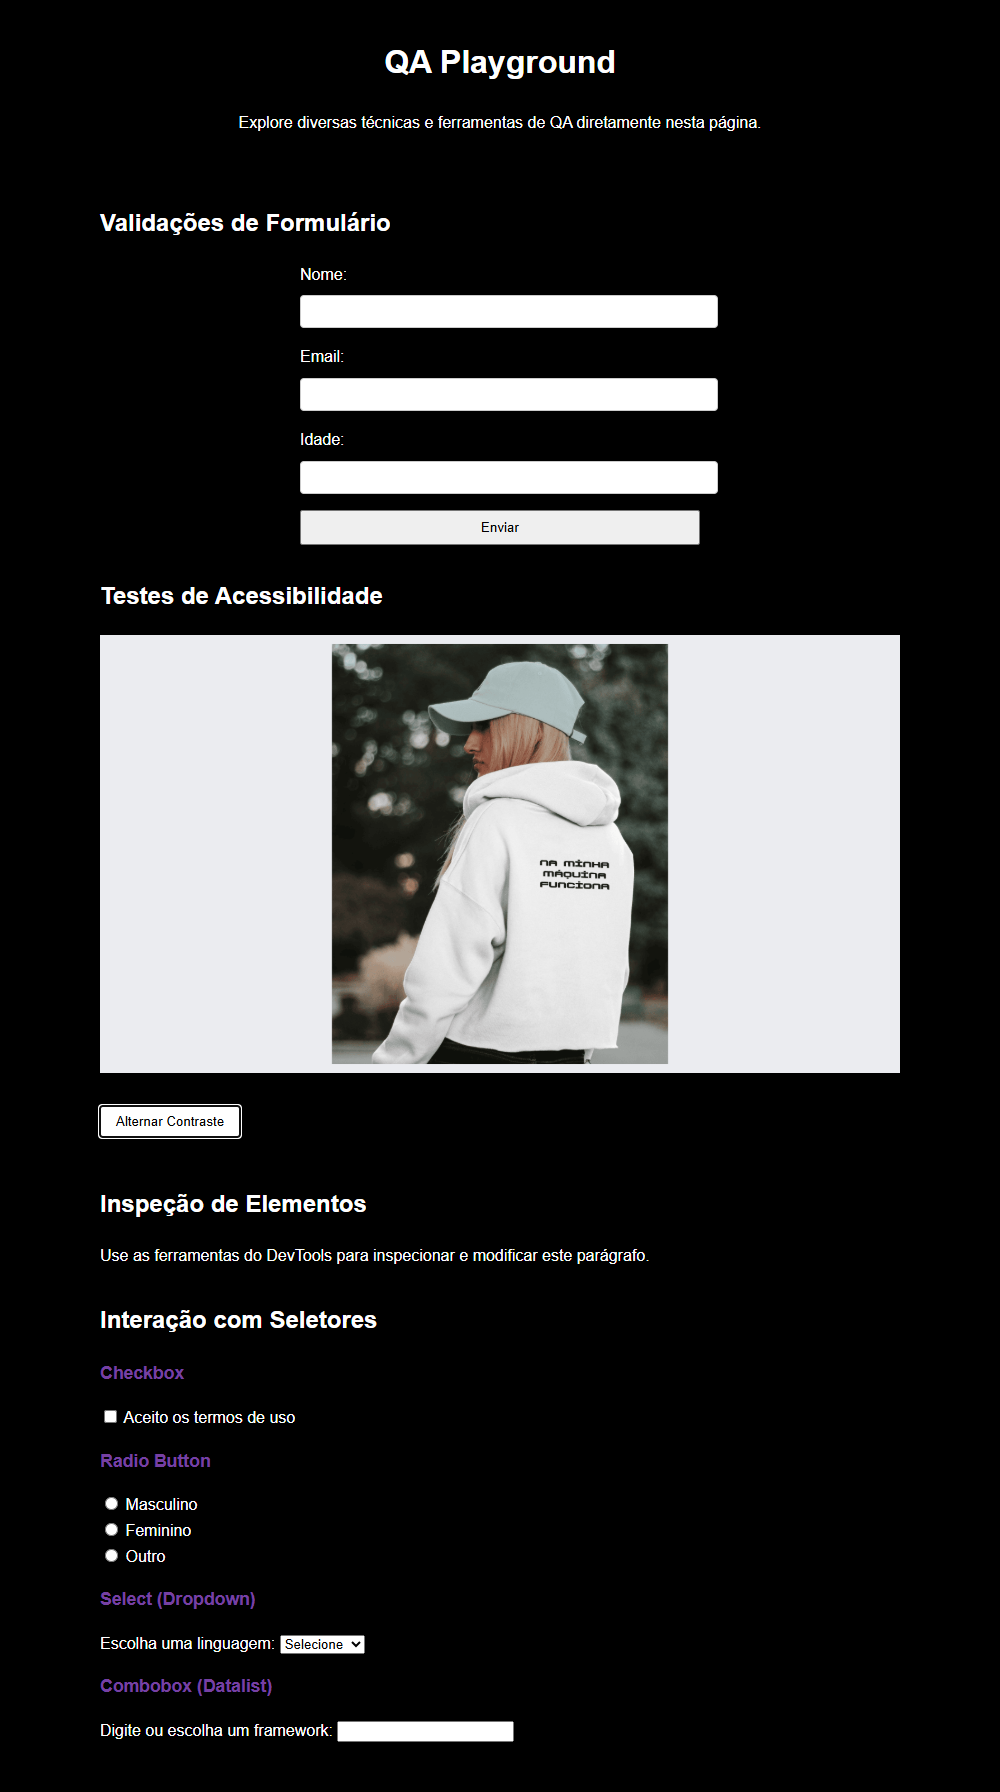 QA Playground
Explore diversas técnicas e ferramentas de QA diretamente nesta página.
Validações de Formulário
Nome:
Email:
Idade:
Enviar
Testes de Acessibilidade
NA MINHA
MÁQUINA
FUNCIONA
Alternar Contraste
Inspeção de Elementos
Use as ferramentas do DevTools para inspecionar e modificar este parágrafo.
Interação com Seletores
Checkbox
Aceito os termos de uso
Radio Button
Masculino
Feminino
Outro
Select (Dropdown)
Escolha uma linguagem: Selecione
Combobox (Datalist)
Digite ou escolha um framework: